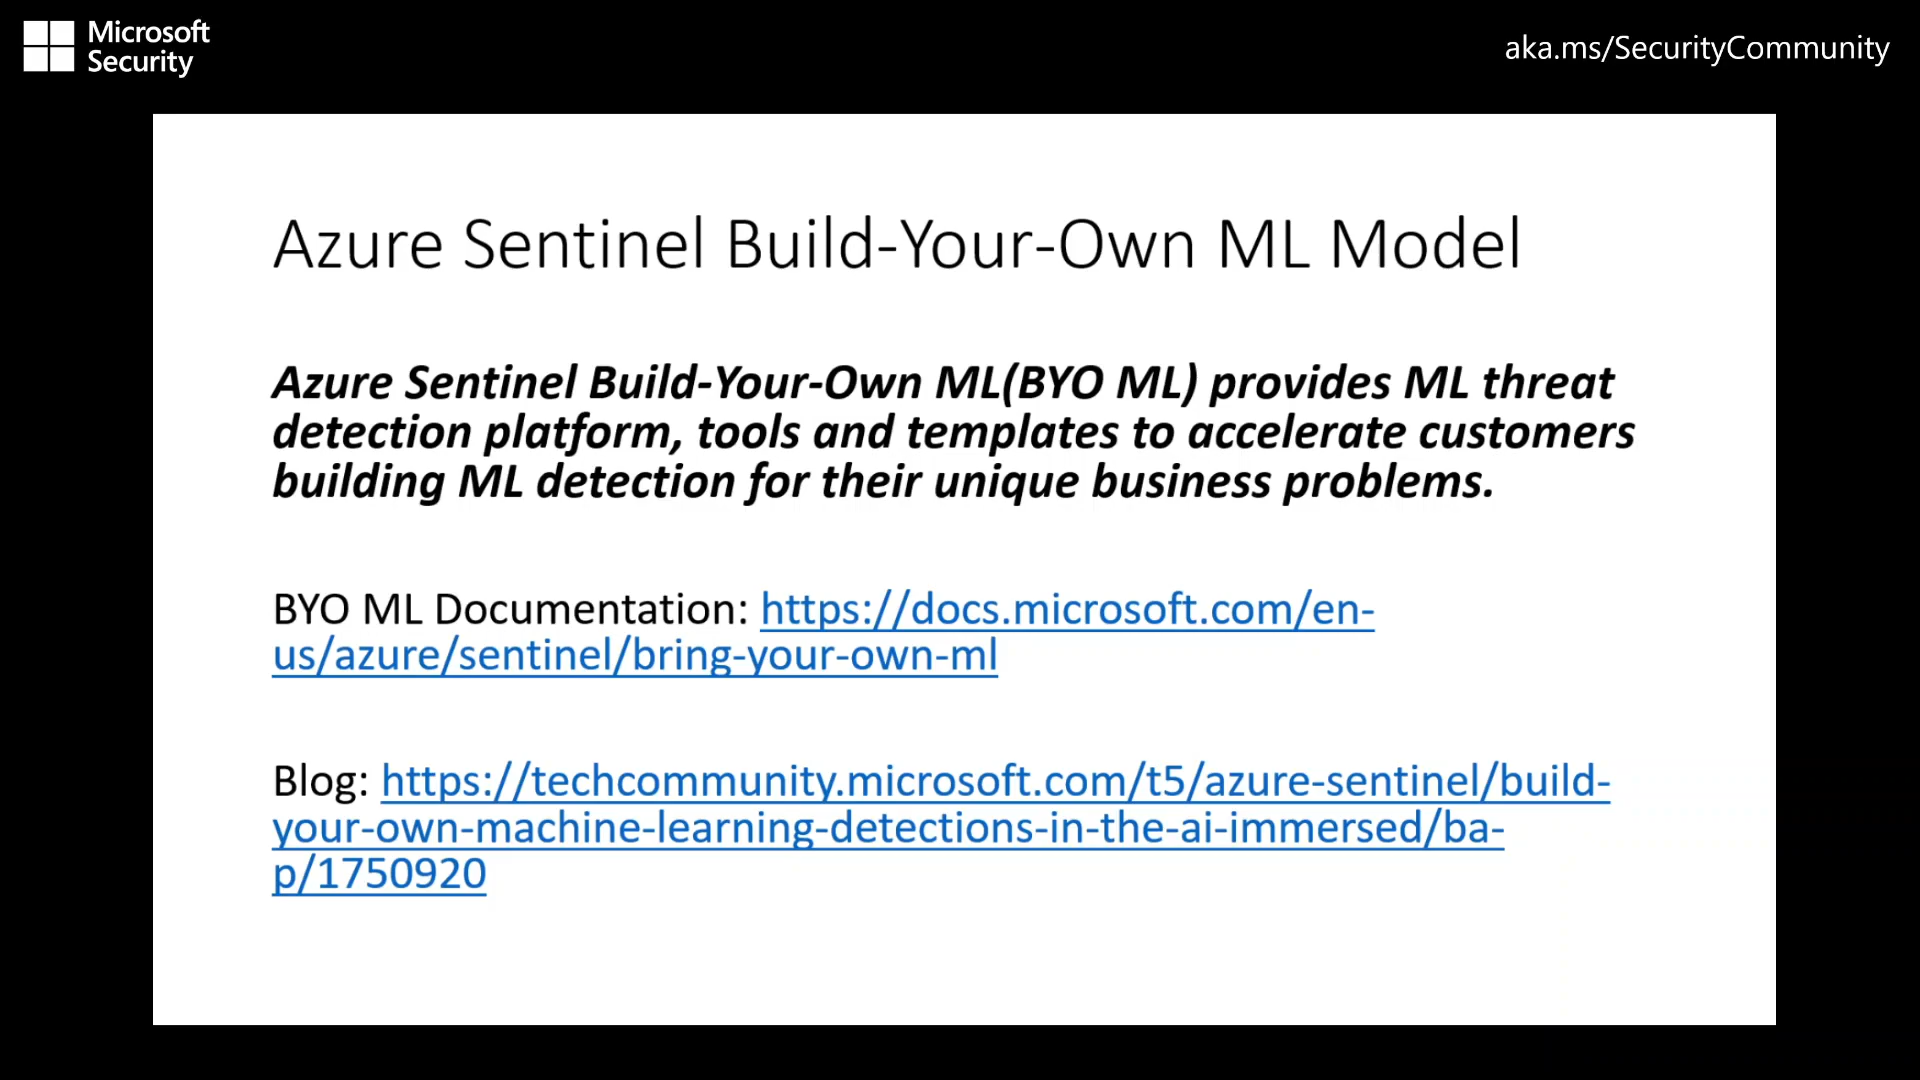 Microsoft
Security
aka.ms/SecurityCommunity
Azure Sentinel Build-Your-Own ML Model
Azure Sentinel Build-Your-Own ML(BYO ML) provides ML threat
detection platform, tools and templates to accelerate customers
building ML detection for their unique business problems.
BYO ML Documentation: https://docs.microsoft.com/en-
us/azure/sentinel/bring-your-own-ml
Blog: https://techcommunity.microsoft.com/t5/azure-sentinel/build-
your-own-machine-learning-detections-in-the-ai-immersed/ba-
p/1750920